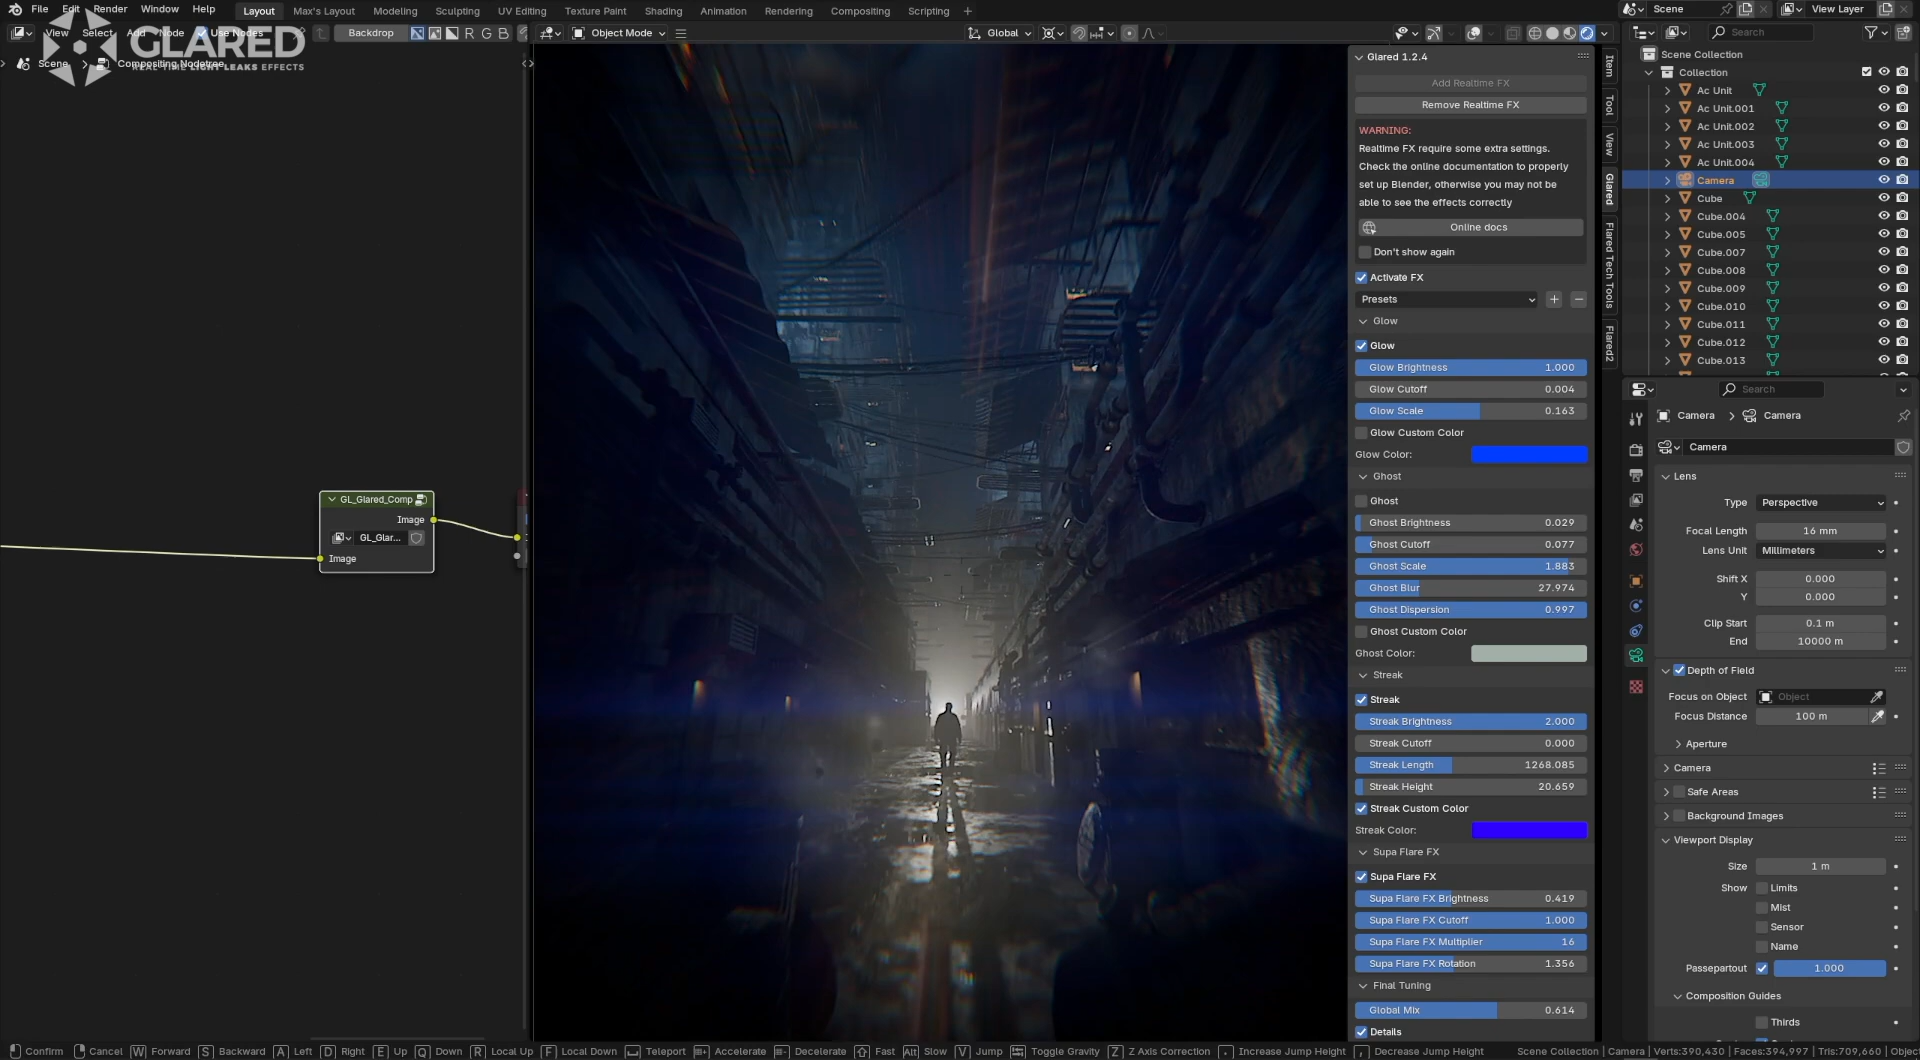 File Edit Render Window Help
Layout Max's Layout Modeling Sculpting UV Editing Texture Paint Shading Animation Rendering Compositing Scripting +
Scene
View Layer
View Select Add Node Use Nodes
Backdrop
R G B
Object Mode
Global
Search
GLARED
REAL-TIME LIGHT LEAKS EFFECTS
Scene > Compositing Nodetree
GL_Glared_Comp
Image
GL_Glar...
Image
Glared 1.2.4
Add Realtime FX
Remove Realtime FX
WARNING:
Realtime FX require some extra settings.
Check the online documentation to properly
set up Blender, otherwise you may not be
able to see the effects correctly
Online docs
Don't show again
Activate FX
Presets
Glow
Glow
Glow Brightness 1.000
Glow Cutoff 0.004
Glow Scale 0.163
Glow Custom Color
Glow Color:
Ghost
Ghost
Ghost Brightness 0.029
Ghost Cutoff 0.077
Ghost Scale 1.883
Ghost Blur 27.974
Ghost Dispersion 0.997
Ghost Custom Color
Ghost Color:
Streak
Streak
Streak Brightness 2.000
Streak Cutoff 0.000
Streak Length 1268.085
Streak Height 20.659
Streak Custom Color
Streak Color:
Supa Flare FX
Supa Flare FX
Supa Flare FX Brightness 0.419
Supa Flare FX Cutoff 1.000
Supa Flare FX Multiplier 16
Supa Flare FX Rotation 1.356
Final Tuning
Global Mix 0.614
Details
Item
Tool
View
Glared
Flared Tech Tools
Flared2
Scene Collection
Collection
Ac Unit
Ac Unit.001
Ac Unit.002
Ac Unit.003
Ac Unit.004
Camera
Cube
Cube.004
Cube.005
Cube.007
Cube.008
Cube.009
Cube.010
Cube.011
Cube.012
Cube.013
Search
Camera > Camera
Camera
Lens
Type Perspective
Focal Length 16 mm
Lens Unit Millimeters
Shift X 0.000
Y 0.000
Clip Start 0.1 m
End 10000 m
Depth of Field
Focus on Object Object
Focus Distance 100 m
Aperture
Camera
Safe Areas
Background Images
Viewport Display
Size 1 m
Show Limits
Mist
Sensor
Name
Passepartout 1.000
Composition Guides
Thirds
Confirm Cancel W Forward S Backward A Left D Right E Up Q Down R Local Up F Local Down Teleport Accelerate Decelerate Fast Alt Slow V Jump Toggle Gravity Z Z Axis Correction . Increase Jump Height , Decrease Jump Height Scene Collection | Camera | Verts:390,430 | Faces:394,997 | Tris:709,660 | Objec